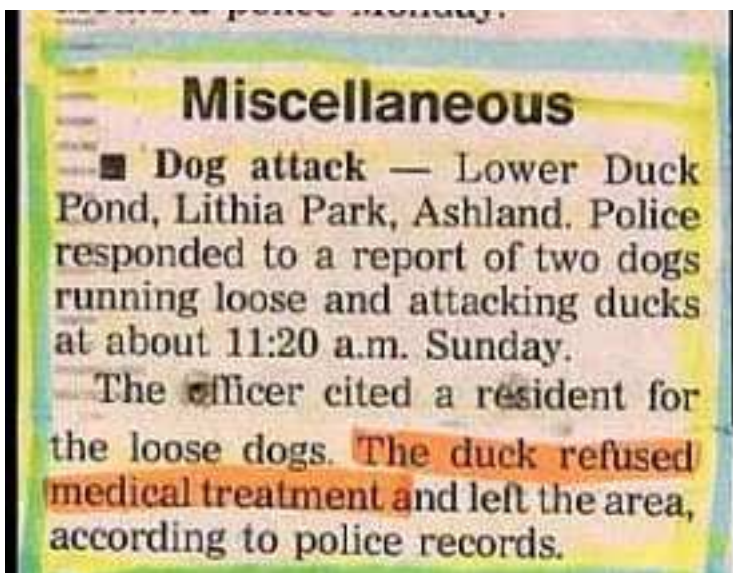 police Monday.
Miscellaneous
■ Dog attack — Lower Duck
Pond, Lithia Park, Ashland. Police
responded to a report of two dogs
running loose and attacking ducks
at about 11:20 a.m. Sunday.
The officer cited a resident for
the loose dogs. The duck refused
medical treatment and left the area,
according to police records.